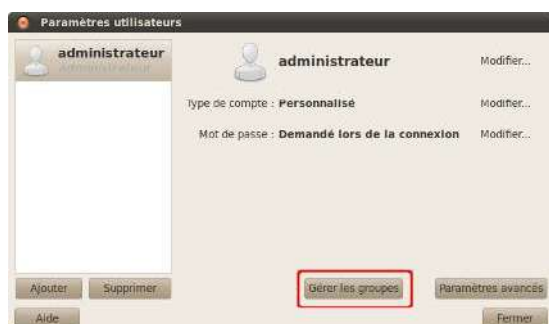 Paramètres utilisateurs
administrateur
Administrateur
administrateur Modifier...
Type de compte : Personnalisé Modifier...
Mot de passe : Demandé lors de la connexion Modifier...
Ajouter Supprimer Gérer les groupes Paramètres avancés
Aide Fermer